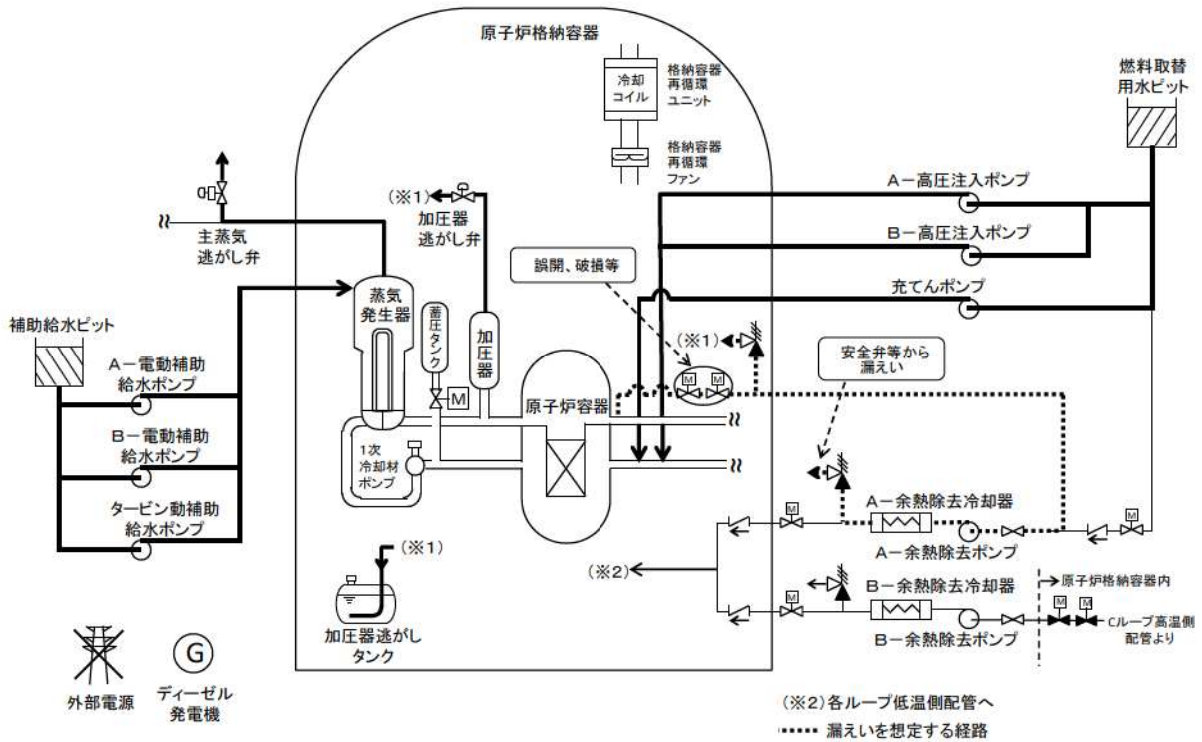 原子炉格納容器
冷却
コイル
格納容器
再循環
ユニット
格納容器
再循環
ファン
燃料取替
用水ピット
A－高圧注入ポンプ
B－高圧注入ポンプ
充てんポンプ
主蒸気
逃がし弁
(※1)
加圧器
逃がし弁
誤開、破損等
(※1)
安全弁等から
漏えい
蒸気
発生器
蓄圧タンク
加圧器
M
M
M
原子炉容器
1次
冷却材
ポンプ
補助給水ピット
A－電動補助
給水ポンプ
B－電動補助
給水ポンプ
タービン動補助
給水ポンプ
M
M
A－余熱除去冷却器
A－余熱除去ポンプ
(※2)
M
B－余熱除去冷却器
B－余熱除去ポンプ
原子炉格納容器内
M
M
Cループ高温側
配管より
(※1)
加圧器逃がし
タンク
外部電源
G
ディーゼル
発電機
(※2)各ループ低温側配管へ
漏えいを想定する経路